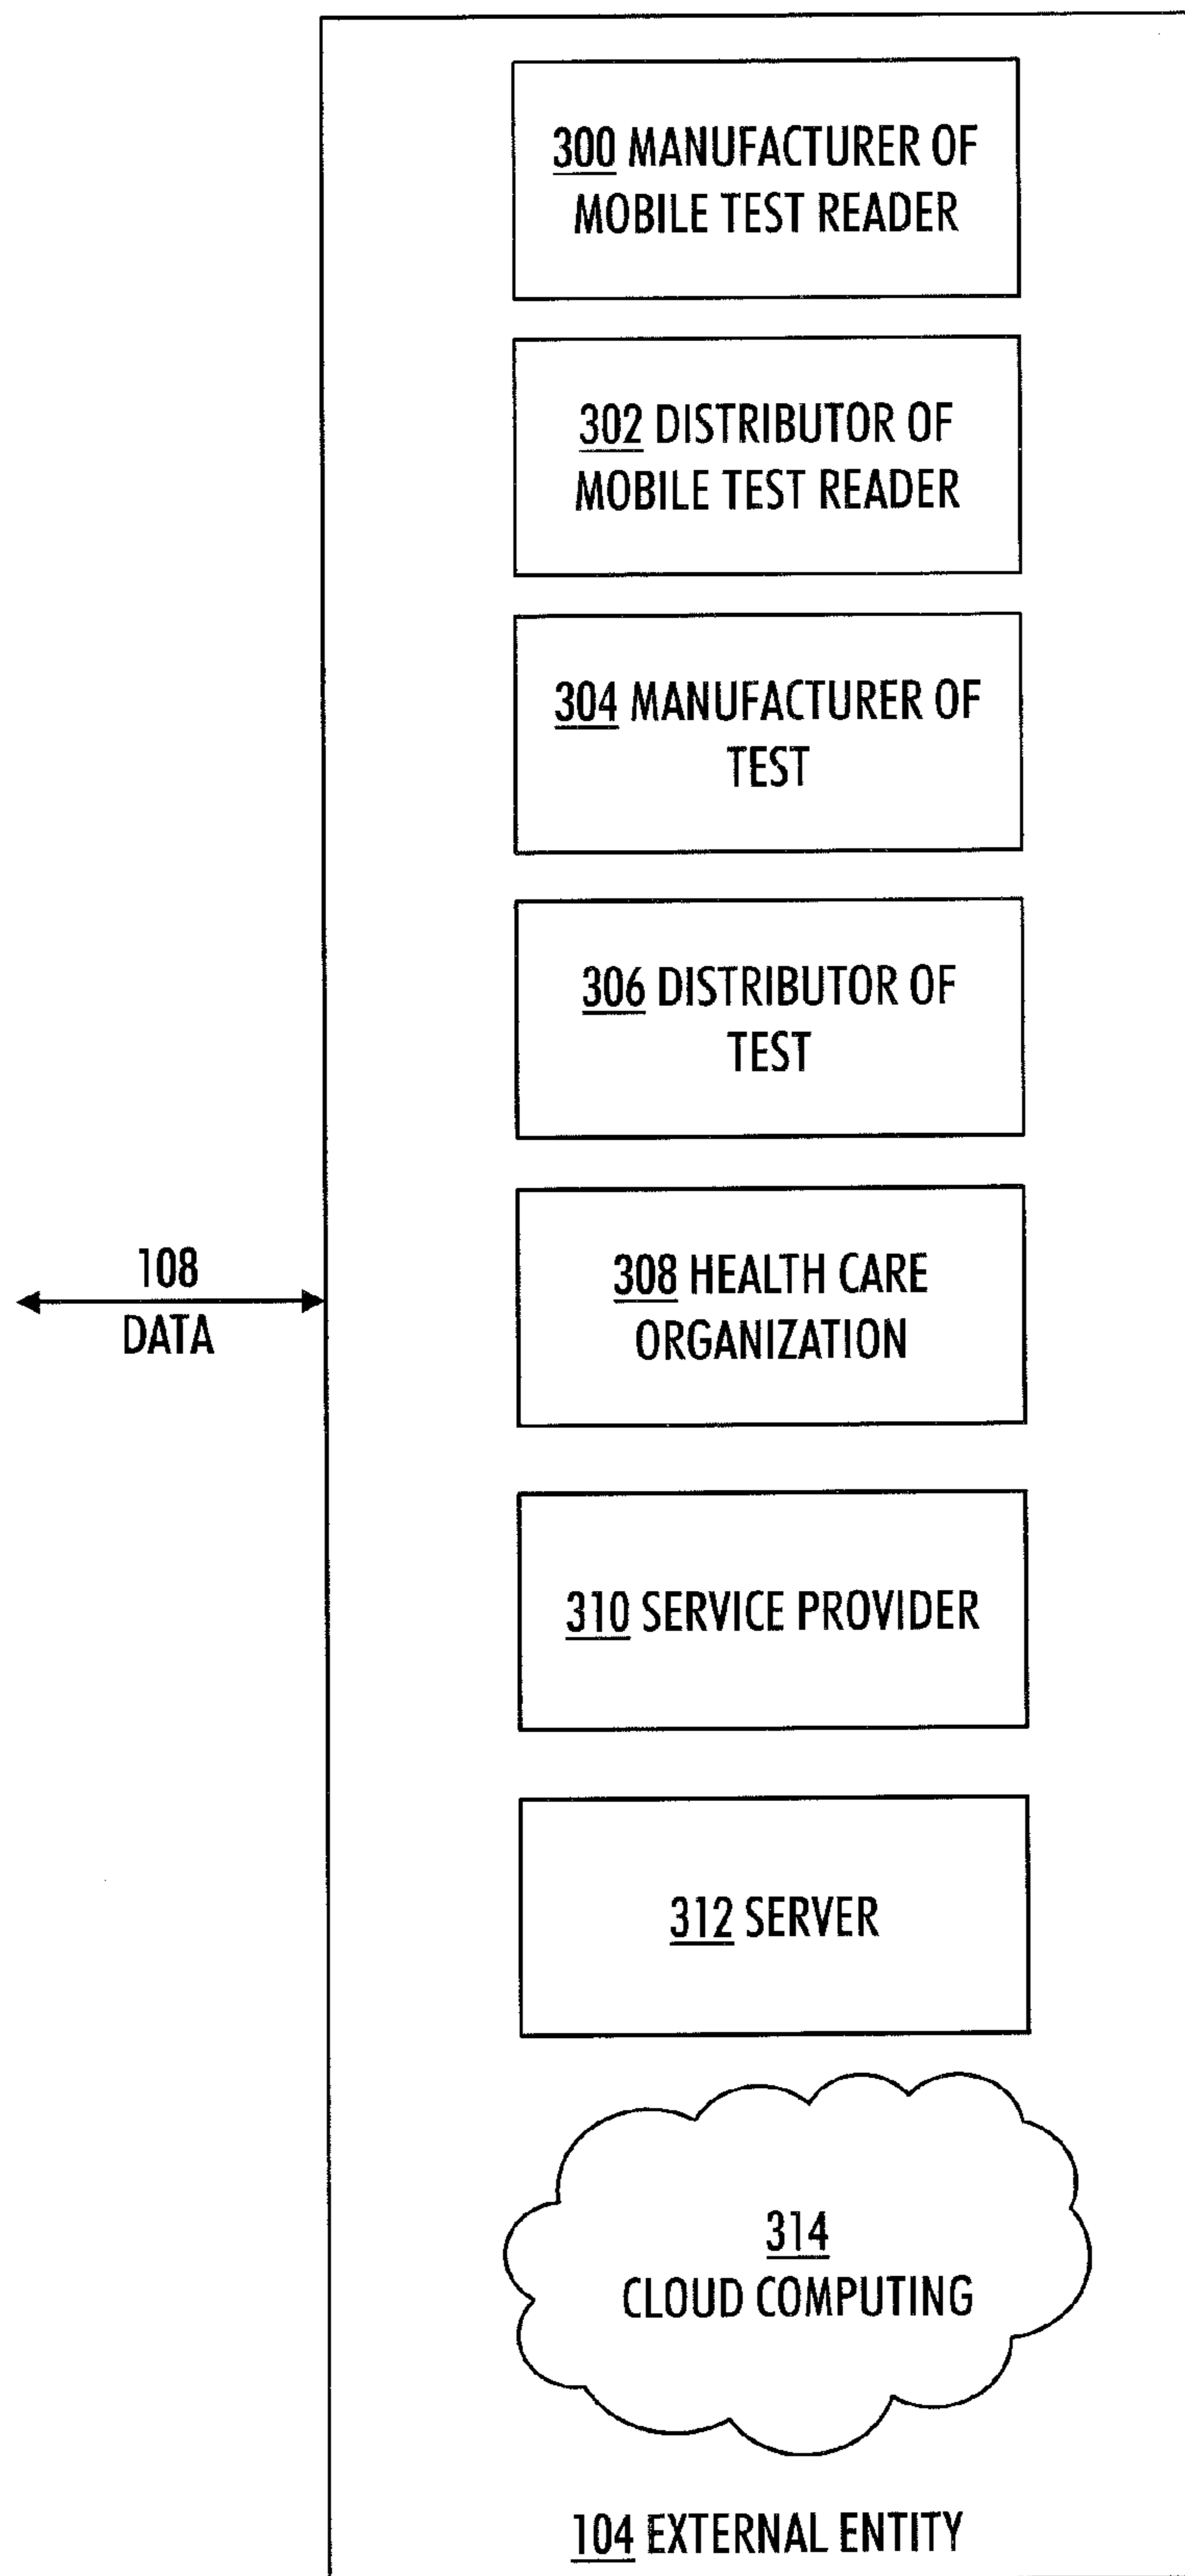 300 MANUFACTURER OF
MOBILE TEST READER
302 DISTRIBUTOR OF
MOBILE TEST READER
304 MANUFACTURER OF
TEST
306 DISTRIBUTOR OF
TEST
108
DATA
308 HEALTH CARE
ORGANIZATION
310 SERVICE PROVIDER
312 SERVER
314
CLOUD COMPUTING
104 EXTERNAL ENTITY